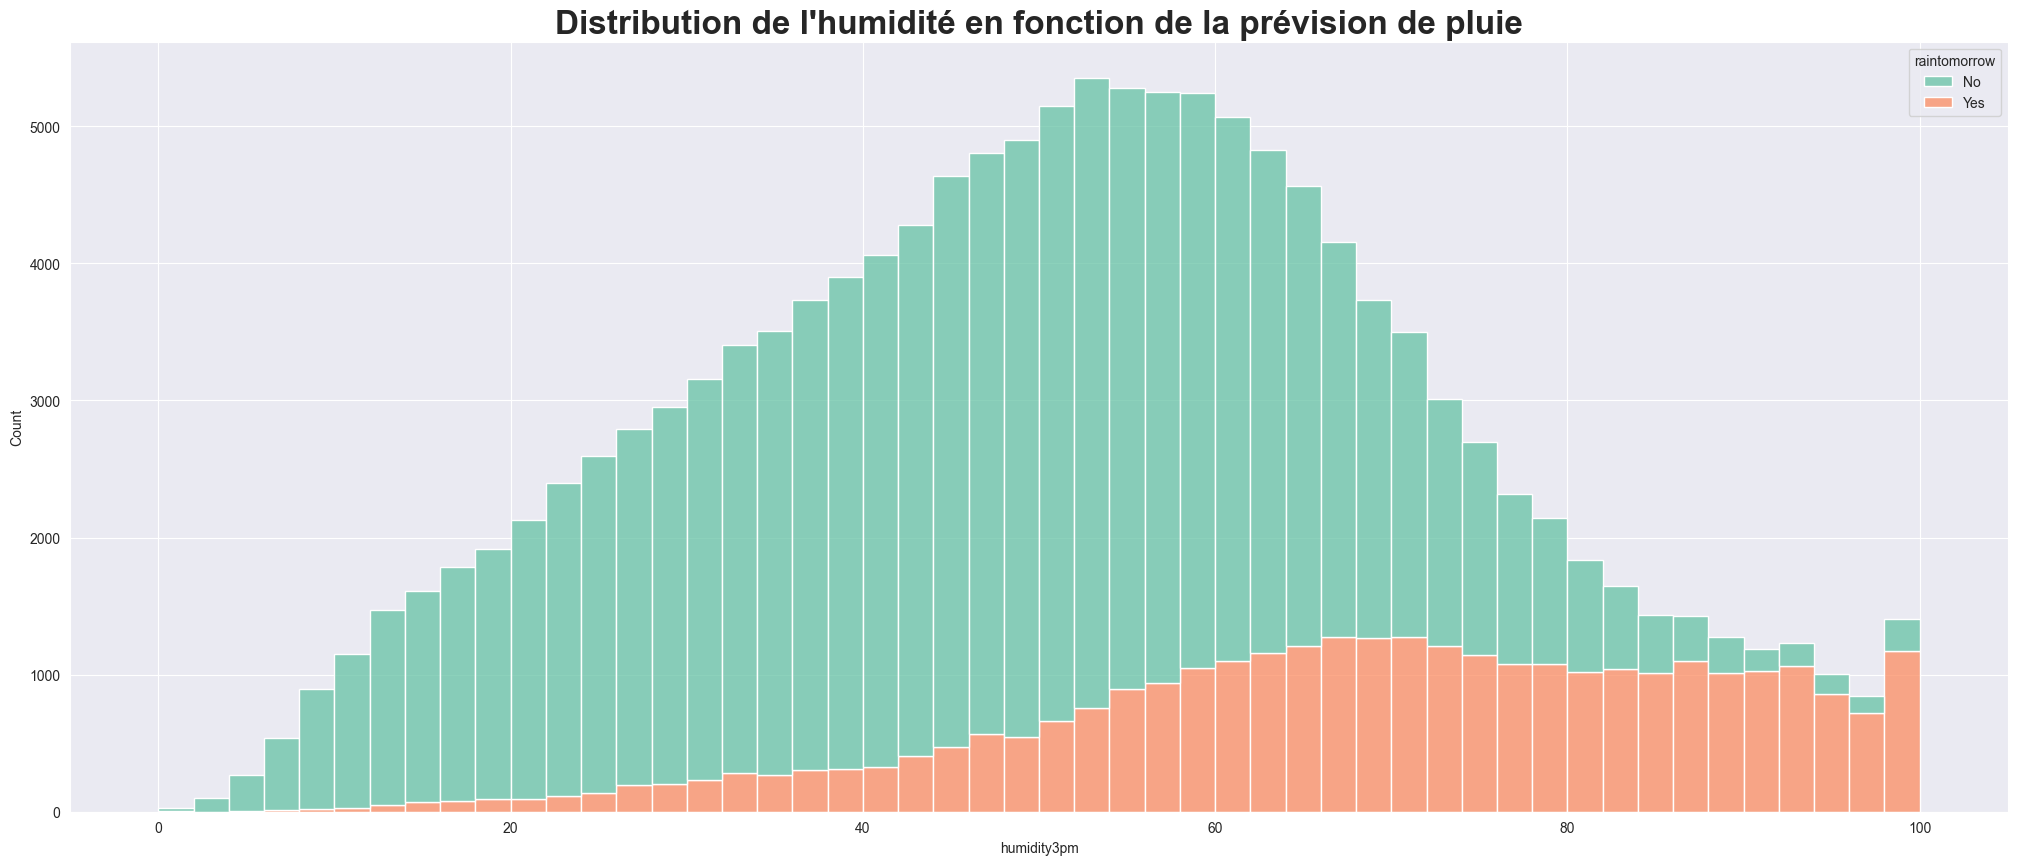 Distribution de l'humidité en fonction de la prévision de pluie
raintomorrow
No
Yes
5000
4000
3000
2000
1000
0
Count
0 20 40 60 80 100
humidity3pm